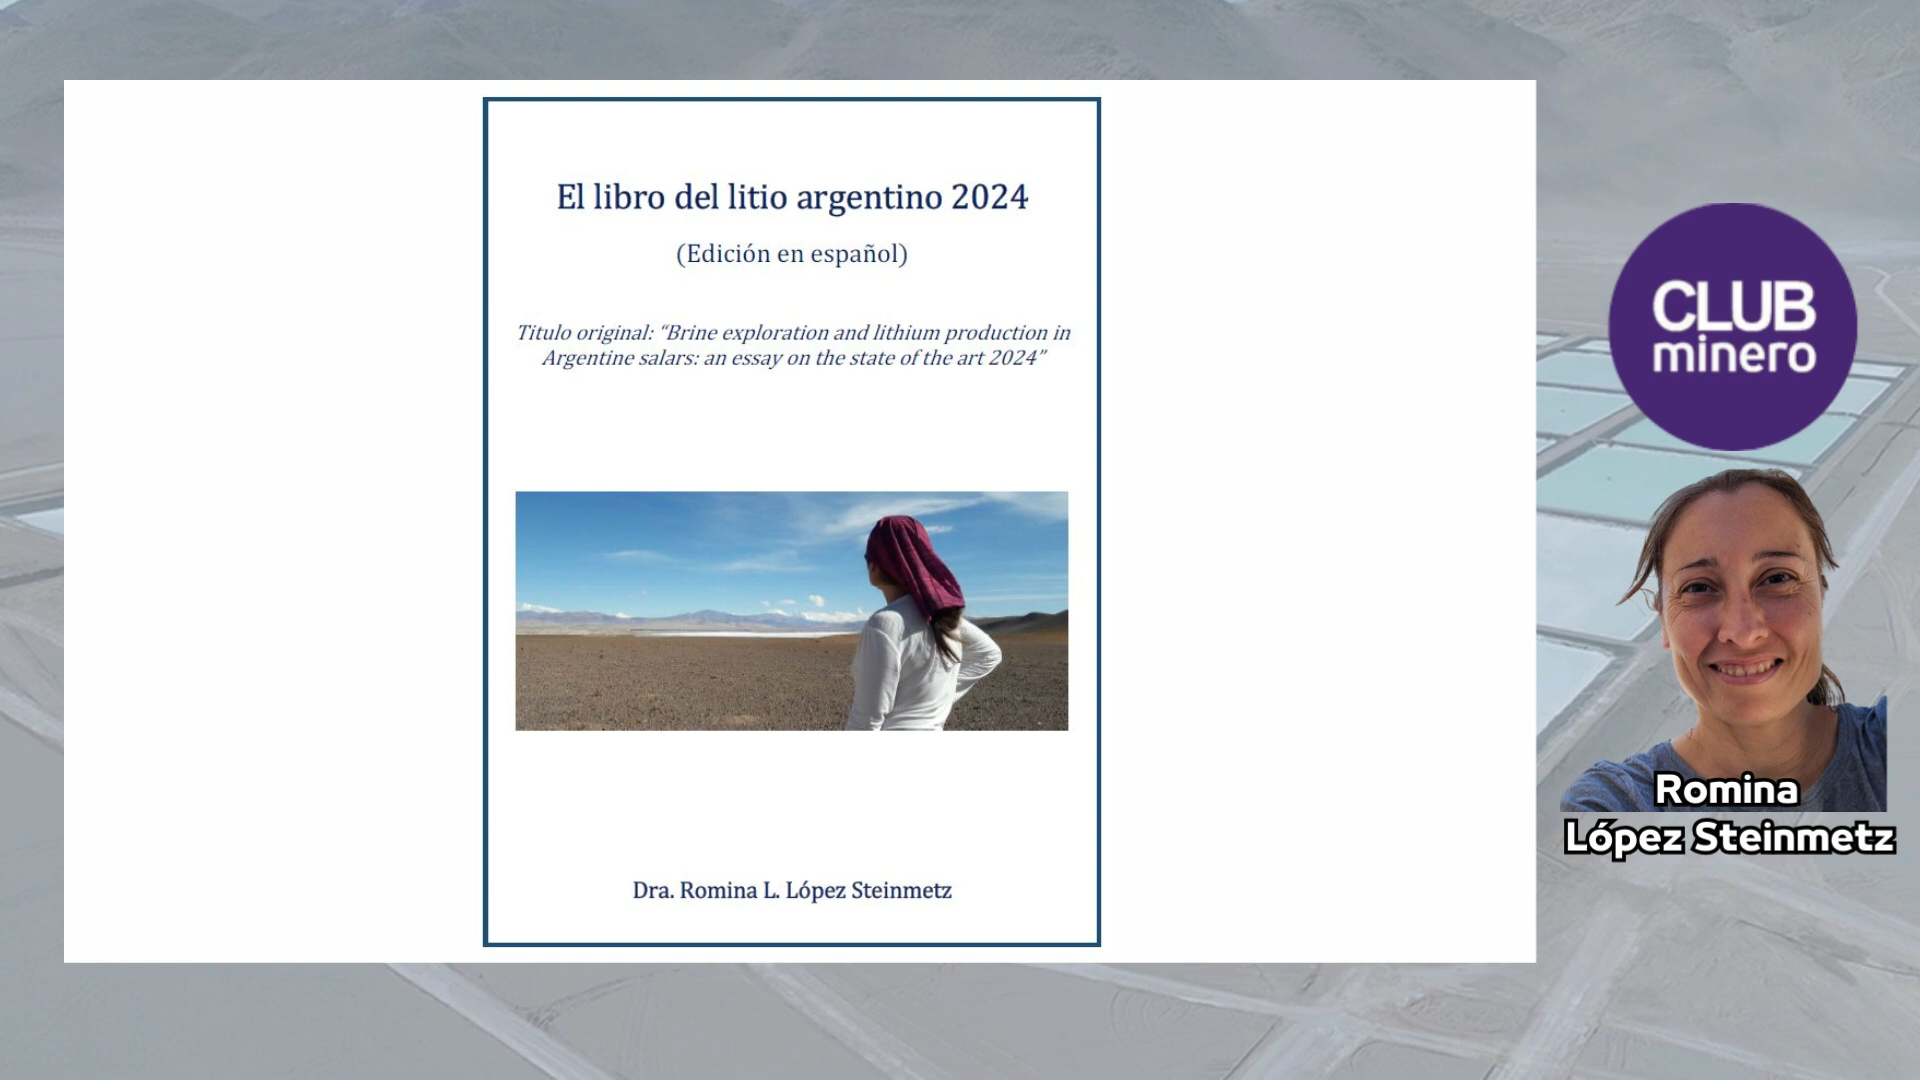 El libro del litio argentino 2024
(Edición en español)
Titulo original: “Brine exploration and lithium production in
Argentine salars: an essay on the state of the art 2024”
Dra. Romina L. López Steinmetz
CLUB
minero
Romina
López Steinmetz